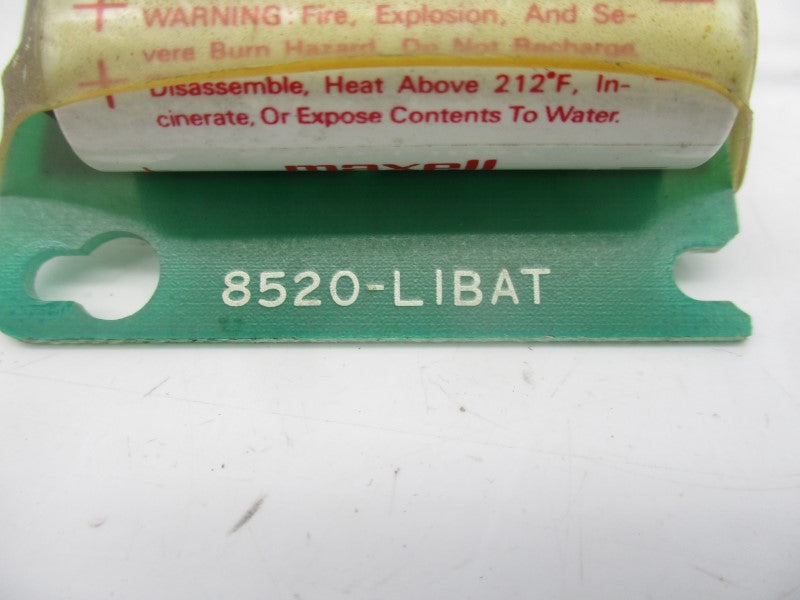 + WARNING: Fire, Explosion, And Se- −
vere Burn Hazard. Do Not Recharge,
+ Disassemble, Heat Above 212°F, In- −
cinerate, Or Expose Contents To Water.
maxell
8520-LIBAT